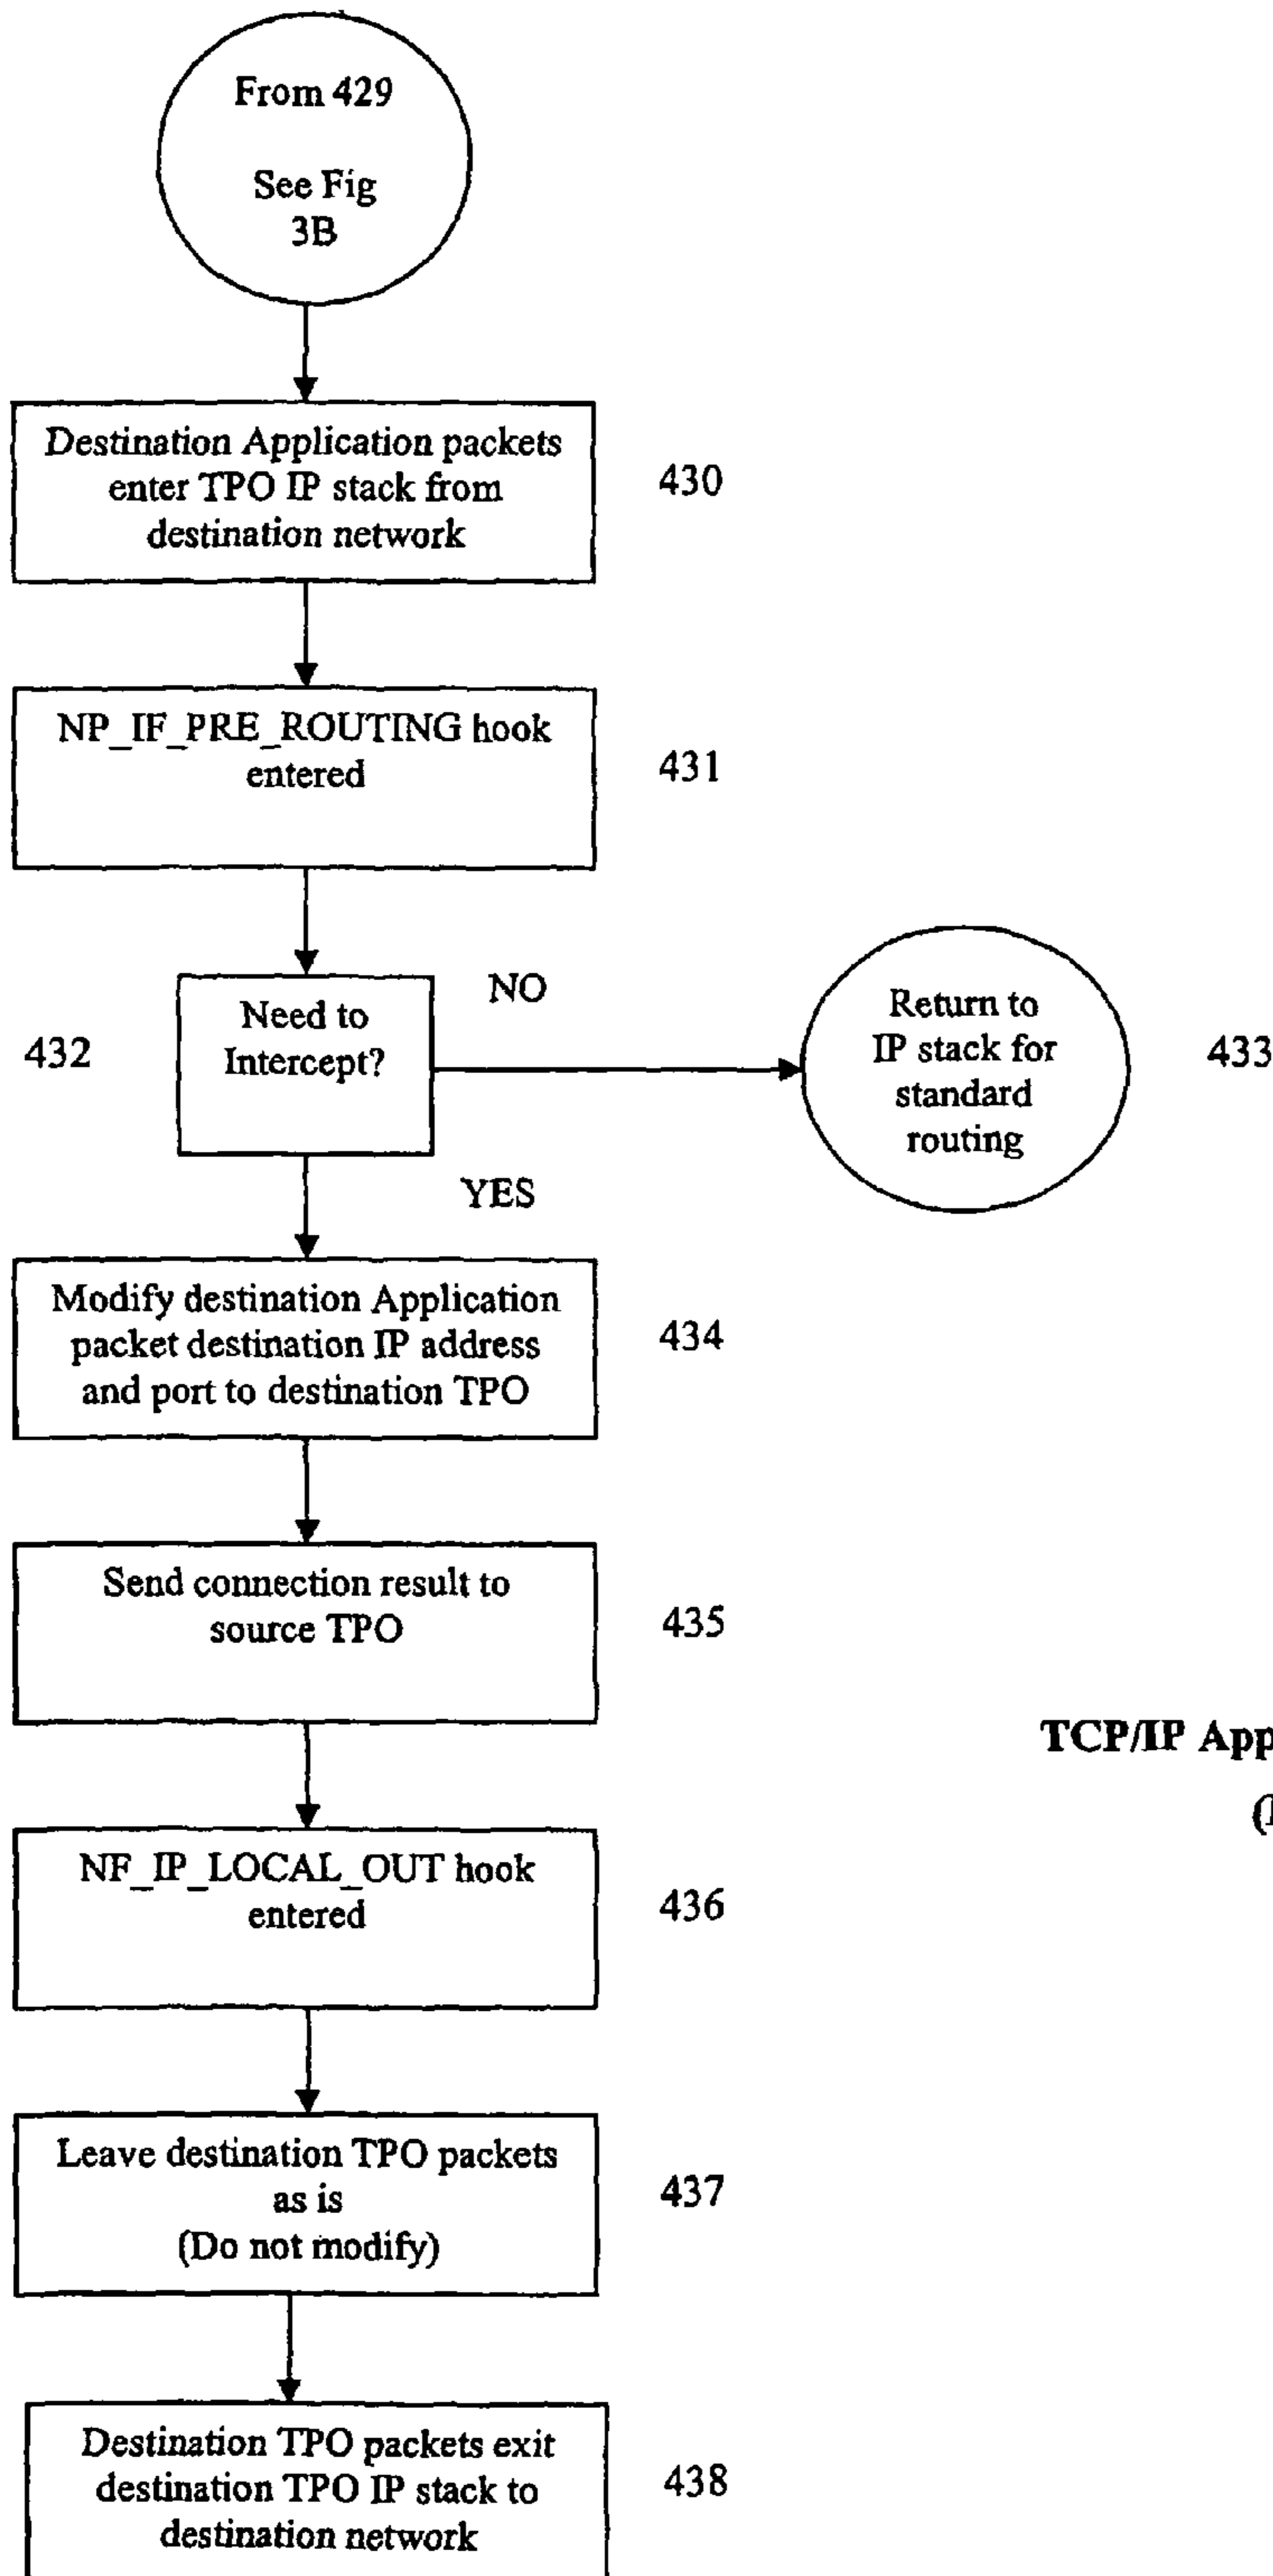 From 429
See Fig
3B
Destination Application packets
enter TPO IP stack from
destination network
430
NP_IF_PRE_ROUTING hook
entered
431
432
Need to
Intercept?
NO
Return to
IP stack for
standard
routing
433
YES
Modify destination Application
packet destination IP address
and port to destination TPO
434
Send connection result to
source TPO
435
TCP/IP App
NF_IP_LOCAL_OUT hook
entered
436
Leave destination TPO packets
as is
(Do not modify)
437
Destination TPO packets exit
destination TPO IP stack to
destination network
438